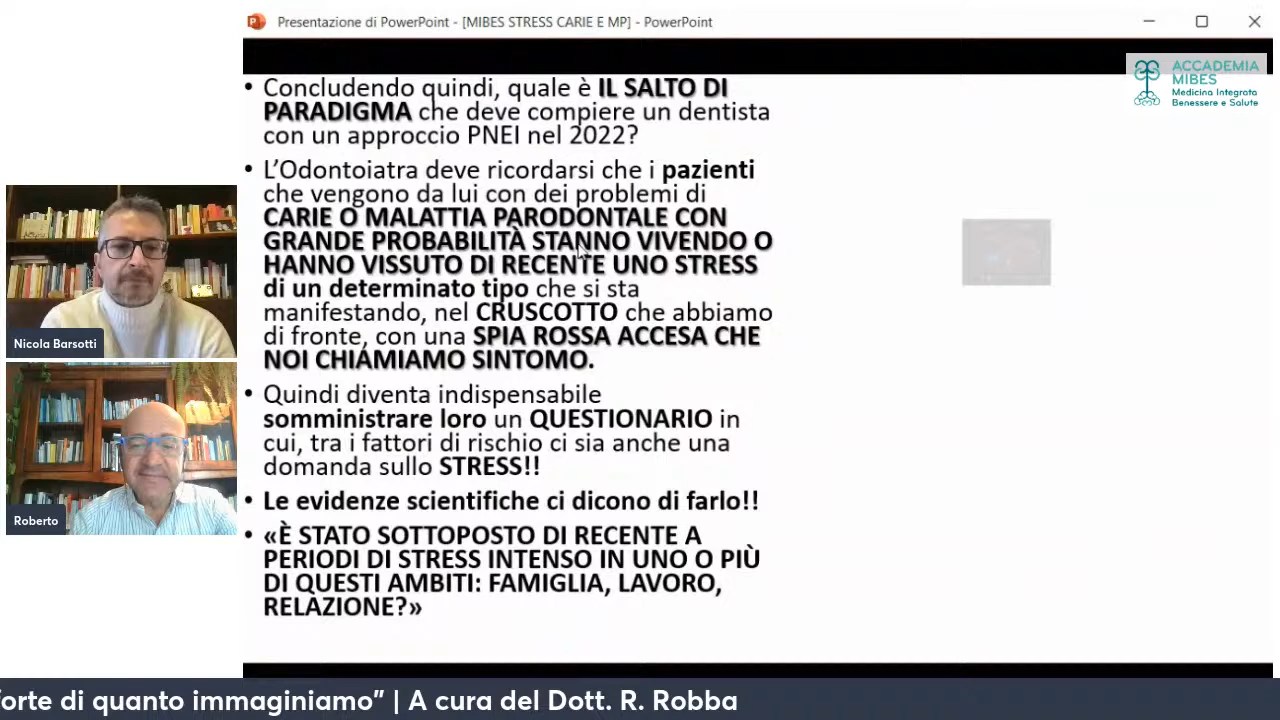 Presentazione di PowerPoint - [MIBES STRESS CARIE E MP] - PowerPoint
ACCADEMIA
MIBES
Medicina Integrata
Benessere e Salute
• Concludendo quindi, quale è IL SALTO DI
PARADIGMA che deve compiere un dentista
con un approccio PNEI nel 2022?
• L'Odontoiatra deve ricordarsi che i pazienti
che vengono da lui con dei problemi di
CARIE O MALATTIA PARODONTALE CON
GRANDE PROBABILITÀ STANNO VIVENDO O
HANNO VISSUTO DI RECENTE UNO STRESS
di un determinato tipo che si sta
manifestando, nel CRUSCOTTO che abbiamo
di fronte, con una SPIA ROSSA ACCESA CHE
NOI CHIAMIAMO SINTOMO.
• Quindi diventa indispensabile
somministrare loro un QUESTIONARIO in
cui, tra i fattori di rischio ci sia anche una
domanda sullo STRESS!!
• Le evidenze scientifiche ci dicono di farlo!!
• «È STATO SOTTOPOSTO DI RECENTE A
PERIODI DI STRESS INTENSO IN UNO O PIÙ
DI QUESTI AMBITI: FAMIGLIA, LAVORO,
RELAZIONE?»
Nicola Barsotti
Roberto
forte di quanto immaginiamo" | A cura del Dott. R. Robba